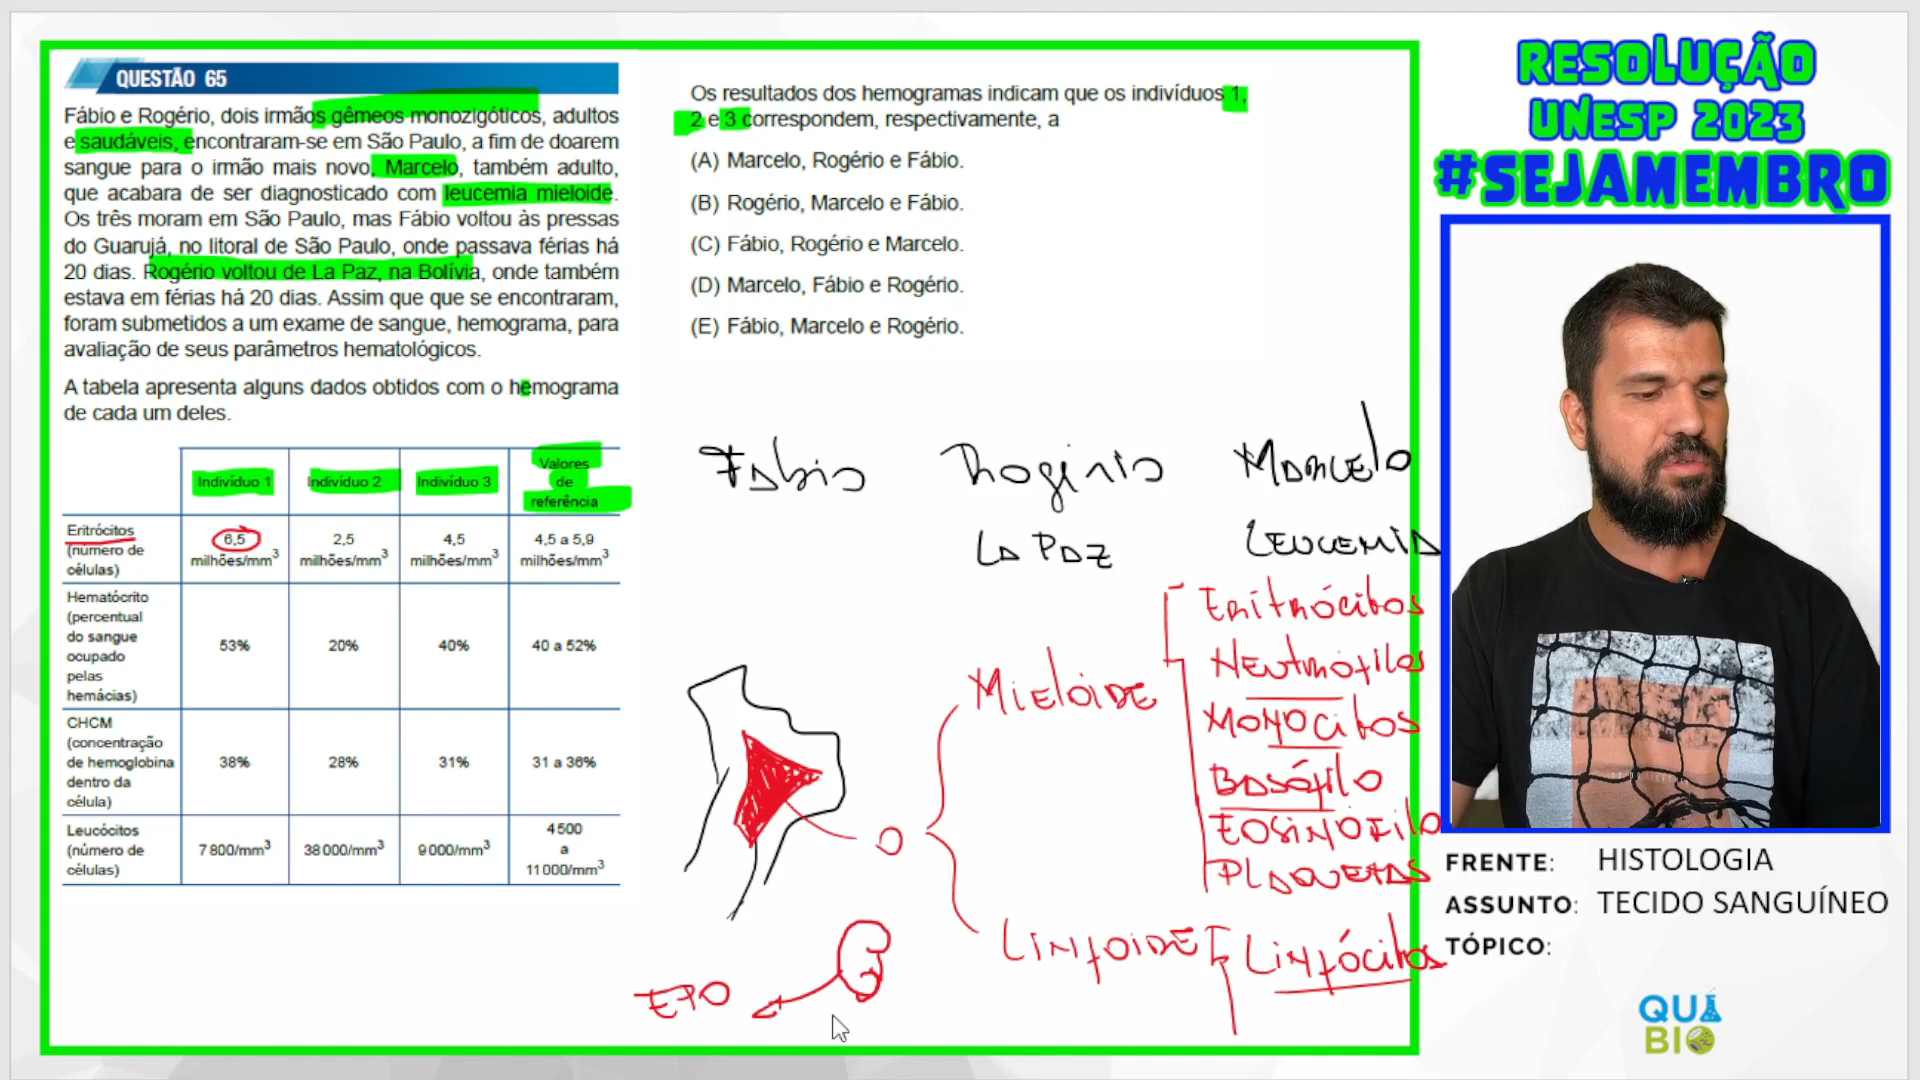 QUESTÃO 65
Fábio e Rogério, dois irmãos gêmeos monozigóticos, adultos
e saudáveis, encontraram-se em São Paulo, a fim de doarem
sangue para o irmão mais novo, Marcelo, também adulto,
que acabara de ser diagnosticado com leucemia mieloide.
Os três moram em São Paulo, mas Fábio voltou às pressas
do Guarujá, no litoral de São Paulo, onde passava férias há
20 dias. Rogério voltou de La Paz, na Bolívia, onde também
estava em férias há 20 dias. Assim que que se encontraram,
foram submetidos a um exame de sangue, hemograma, para
avaliação de seus parâmetros hematológicos.
A tabela apresenta alguns dados obtidos com o hemograma
de cada um deles.
Indivíduo 1 Indivíduo 2 Indivíduo 3 Valores de referência
Eritrócitos (número de células) 6,5 milhões/mm³ 2,5 milhões/mm³ 4,5 milhões/mm³ 4,5 a 5,9 milhões/mm³
Hematócrito (percentual do sangue ocupado pelas hemácias) 53% 20% 40% 40 a 52%
CHCM (concentração de hemoglobina dentro da célula) 38% 28% 31% 31 a 36%
Leucócitos (número de células) 7 800/mm³ 38 000/mm³ 9 000/mm³ 4 500 a 11 000/mm³
Os resultados dos hemogramas indicam que os indivíduos 1,
2 e 3 correspondem, respectivamente, a
(A) Marcelo, Rogério e Fábio.
(B) Rogério, Marcelo e Fábio.
(C) Fábio, Rogério e Marcelo.
(D) Marcelo, Fábio e Rogério.
(E) Fábio, Marcelo e Rogério.
Fábio Rogério Marcelo
LA PAZ LEUCEMIA
Mieloide
Eritrócitos
Neutrófilos
Monocitos
Basófilo
Eosinófilo
Plaquetas
Linfoide Linfócitos
EPO
RESOLUÇÃO
UNESP 2023
#SEJAMEMBRO
FRENTE: HISTOLOGIA
ASSUNTO: TECIDO SANGUÍNEO
TÓPICO:
QUA
BIO